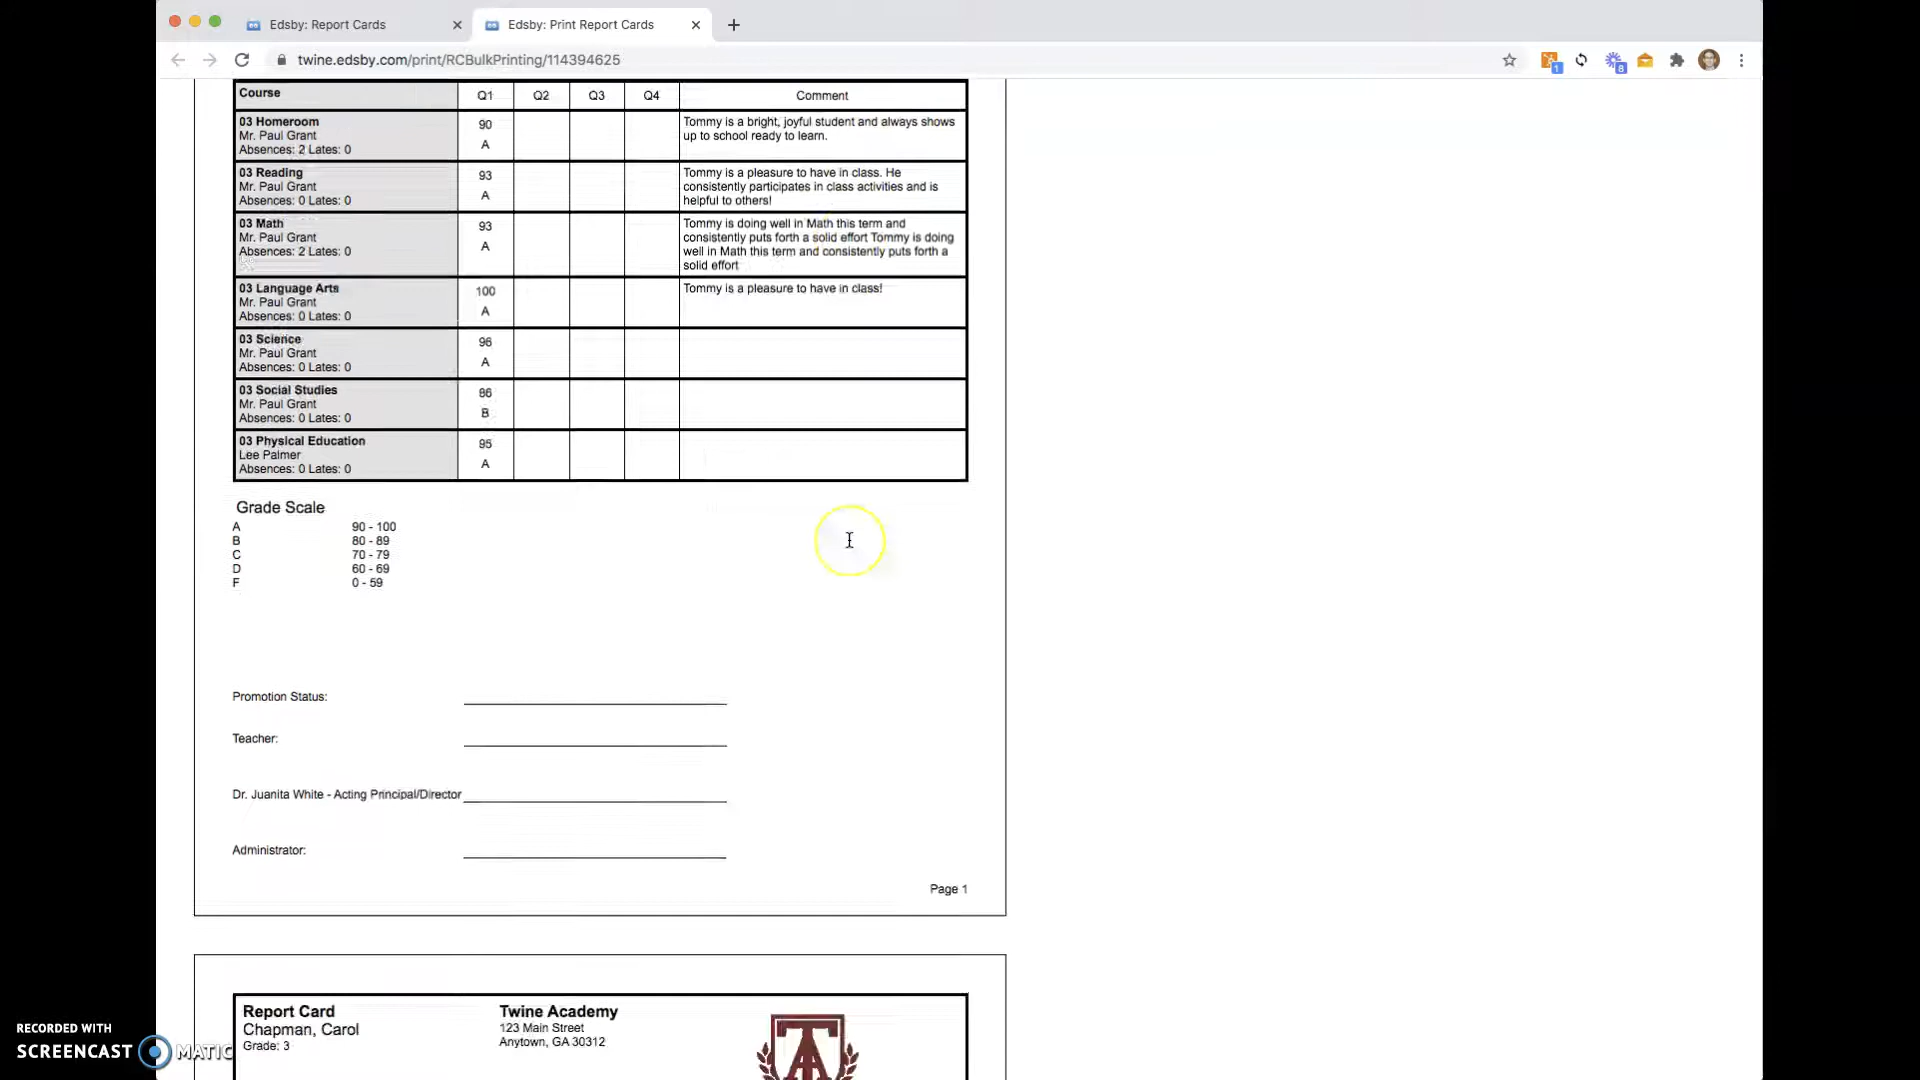 Edsby: Report Cards
Edsby: Print Report Cards
twine.edsby.com/print/RCBulkPrinting/114394625
1
8
Course Q1 Q2 Q3 Q4 Comment
03 Homeroom
Mr. Paul Grant
Absences: 2 Lates: 0
90
A
Tommy is a bright, joyful student and always shows
up to school ready to learn.
03 Reading
Mr. Paul Grant
Absences: 0 Lates: 0
93
A
Tommy is a pleasure to have in class. He
consistently participates in class activities and is
helpful to others!
03 Math
Mr. Paul Grant
Absences: 2 Lates: 0
93
A
Tommy is doing well in Math this term and
consistently puts forth a solid effort Tommy is doing
well in Math this term and consistently puts forth a
solid effort
03 Language Arts
Mr. Paul Grant
Absences: 0 Lates: 0
100
A
Tommy is a pleasure to have in class!
03 Science
Mr. Paul Grant
Absences: 0 Lates: 0
96
A
03 Social Studies
Mr. Paul Grant
Absences: 0 Lates: 0
86
B
03 Physical Education
Lee Palmer
Absences: 0 Lates: 0
95
A
Grade Scale
A 90 - 100
B 80 - 89
C 70 - 79
D 60 - 69
F 0 - 59
Promotion Status:
Teacher:
Dr. Juanita White - Acting Principal/Director
Administrator:
Page 1
Report Card
Chapman, Carol
Grade: 3
Twine Academy
123 Main Street
Anytown, GA 30312
RECORDED WITH
SCREENCAST MATIC